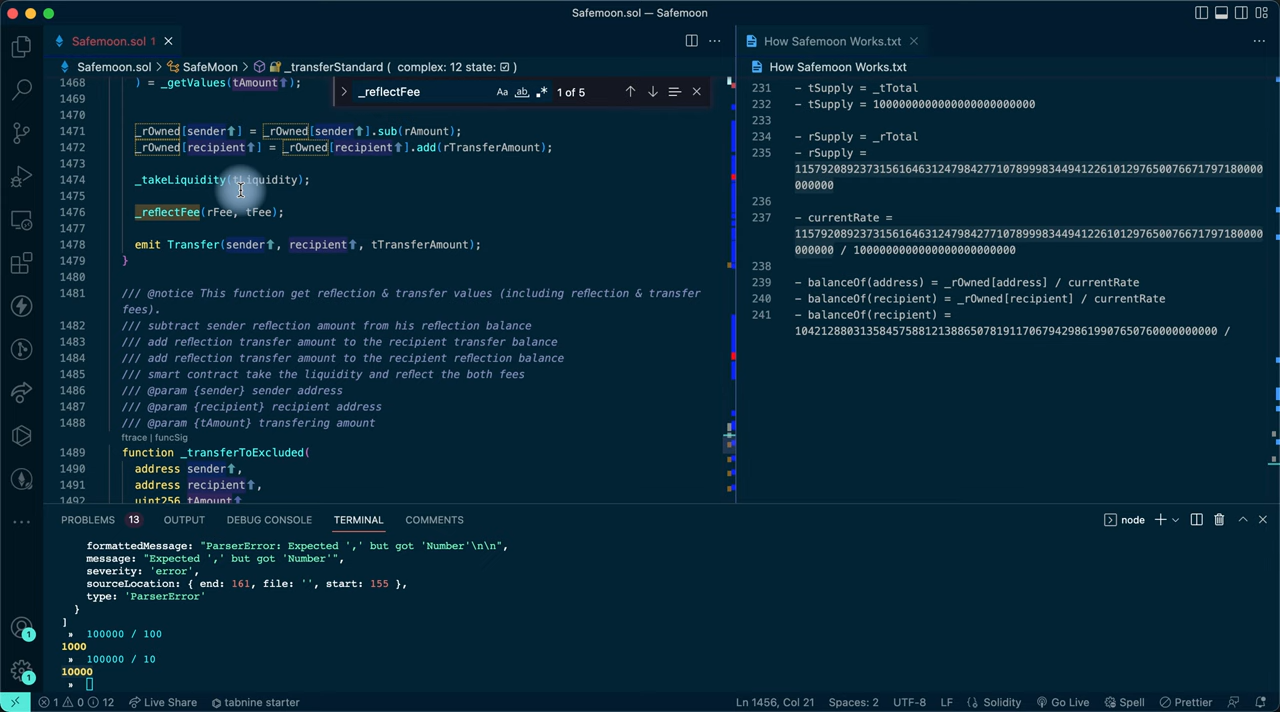 Safemoon.sol — Safemoon
Safemoon.sol 1
Safemoon.sol > SafeMoon > _transferStandard ( complex: 12 state: ☑ )
_reflectFee
Aa ab 1 of 5
1468 ) = _getValues(tAmount⬆);
1469
1470
1471 _rOwned[sender⬆] = _rOwned[sender⬆].sub(rAmount);
1472 _rOwned[recipient⬆] = _rOwned[recipient⬆].add(rTransferAmount);
1473
1474 _takeLiquidity(tLiquidity);
1475
1476 _reflectFee(rFee, tFee);
1477
1478 emit Transfer(sender⬆, recipient⬆, tTransferAmount);
1479 }
1480
1481 /// @notice This function get reflection & transfer values (including reflection & transfer
fees).
1482 /// subtract sender reflection amount from his reflection balance
1483 /// add reflection transfer amount to the recipient transfer balance
1484 /// add reflection transfer amount to the recipient reflection balance
1485 /// smart contract take the liquidity and reflect the both fees
1486 /// @param {sender} sender address
1487 /// @param {recipient} recipient address
1488 /// @param {tAmount} transfering amount
ftrace | funcSig
1489 function _transferToExcluded(
1490 address sender⬆,
1491 address recipient⬆,
1492 uint256 tAmount⬆
How Safemoon Works.txt
How Safemoon Works.txt
231 - tSupply = _tTotal
232 - tSupply = 1000000000000000000000000
233
234 - rSupply = _rTotal
235 - rSupply =
1157920892373161646312479842771078999834494122610129765007667179718000
000000
236
237 - currentRate =
1157920892373161646312479842771078999834494122610129765007667179718000
000000 / 1000000000000000000000000
238
239 - balanceOf(address) = _rOwned[address] / currentRate
240 - balanceOf(recipient) = _rOwned[recipient] / currentRate
241 - balanceOf(recipient) =
104212880313584575881213886507819110679429861990765076000000000 /
PROBLEMS 13 OUTPUT DEBUG CONSOLE TERMINAL COMMENTS
node
formattedMessage: "ParserError: Expected ',' but got 'Number'\n\n",
message: "Expected ',' but got 'Number'",
severity: 'error',
sourceLocation: { end: 161, file: '', start: 155 },
type: 'ParserError'
}
]
» 100000 / 100
1000
» 100000 / 10
10000
»
1
1
1 0 12 Live Share tabnine starter Ln 1456, Col 21 Spaces: 2 UTF-8 LF Solidity Go Live Spell Prettier